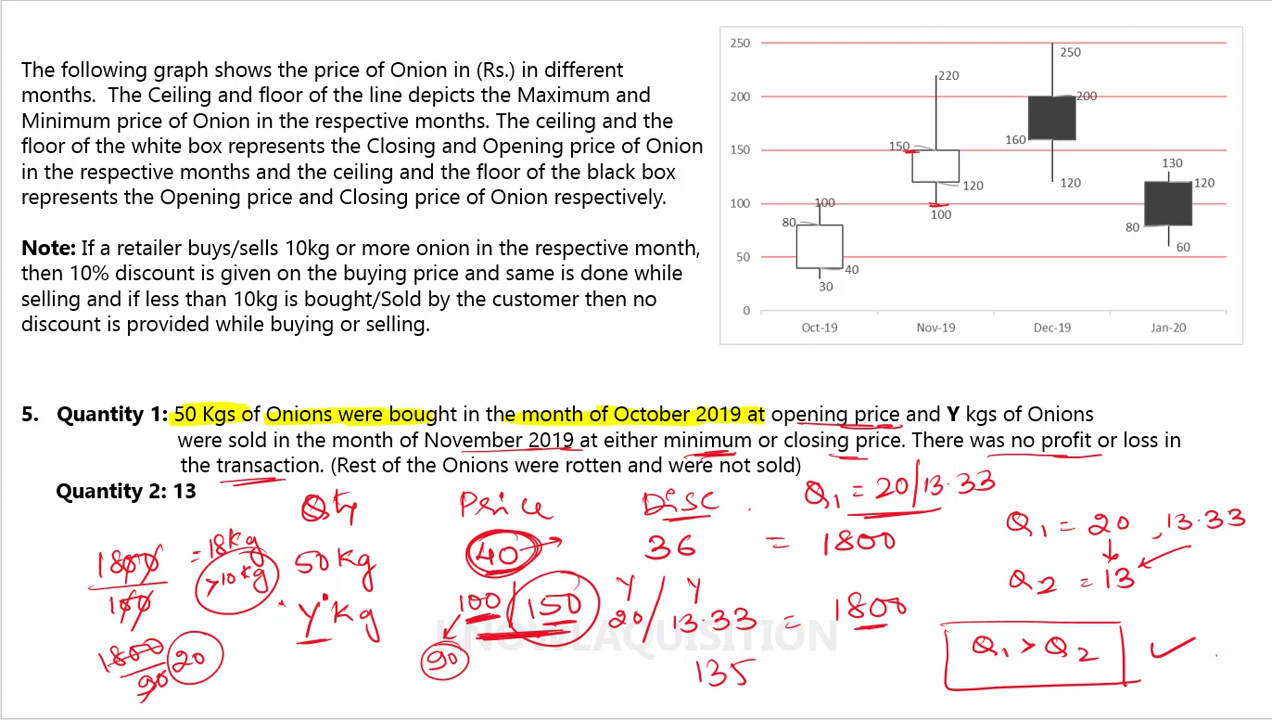 The following graph shows the price of Onion in (Rs.) in different
months. The Ceiling and floor of the line depicts the Maximum and
Minimum price of Onion in the respective months. The ceiling and the
floor of the white box represents the Closing and Opening price of Onion
in the respective months and the ceiling and the floor of the black box
represents the Opening price and Closing price of Onion respectively.
Note: If a retailer buys/sells 10kg or more onion in the respective month,
then 10% discount is given on the buying price and same is done while
selling and if less than 10kg is bought/Sold by the customer then no
discount is provided while buying or selling.
250
200
150
100
50
0
100
80
40
30
220
150
120
100
250
200
160
120
130
120
80
60
Oct-19 Nov-19 Dec-19 Jan-20
5. Quantity 1: 50 Kgs of Onions were bought in the month of October 2019 at opening price and Y kgs of Onions
were sold in the month of November 2019 at either minimum or closing price. There was no profit or loss in
the transaction. (Rest of the Onions were rotten and were not sold)
Quantity 2: 13
Qty Price Disc. Q1 = 20/13.33
50kg 40 36 = 1800
Y kg 100/150 Y 20 / Y 13.33 = 1800
90 135
1800/100 = 18kg
>10kg
1800/90 20
Q1 = 20, 13.33
Q2 = 13
Q1 > Q2
KNOWLAQUISITION